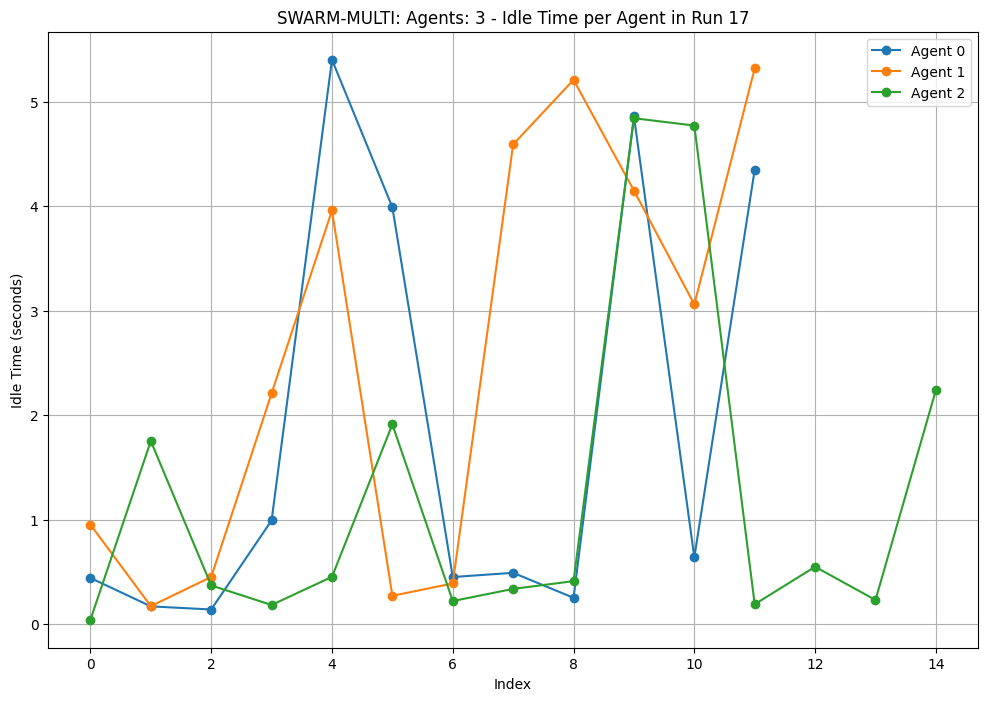 SWARM-MULTI: Agents: 3 - Idle Time per Agent in Run 17
Agent 0
Agent 1
Agent 2
Idle Time (seconds)
5
4
3
2
1
0
0 2 4 6 8 10 12 14
Index